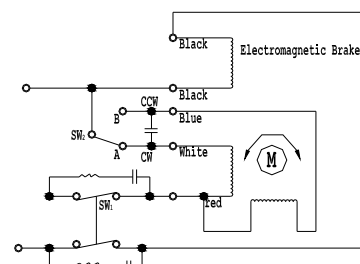 Black
Electromagnetic Brake
Black
CCW
B
Blue
SW2
A
CW
White
M
SW1
red